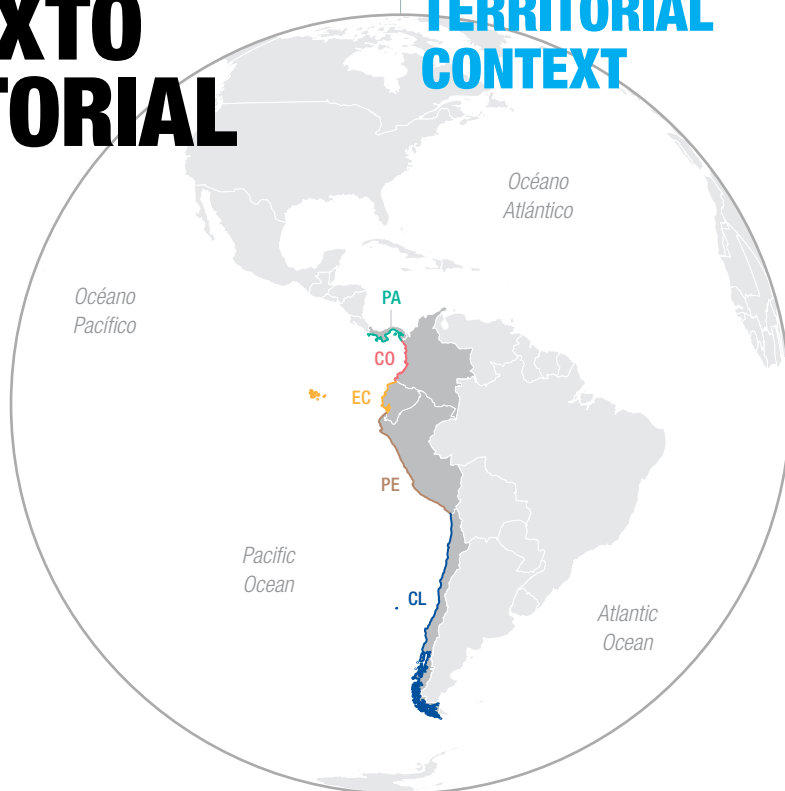 XTO
TORIAL
TERRITORIAL
CONTEXT
Océano
Atlántico
Océano
Pacífico
PA
CO
EC
PE
CL
Pacific
Ocean
Atlantic
Ocean